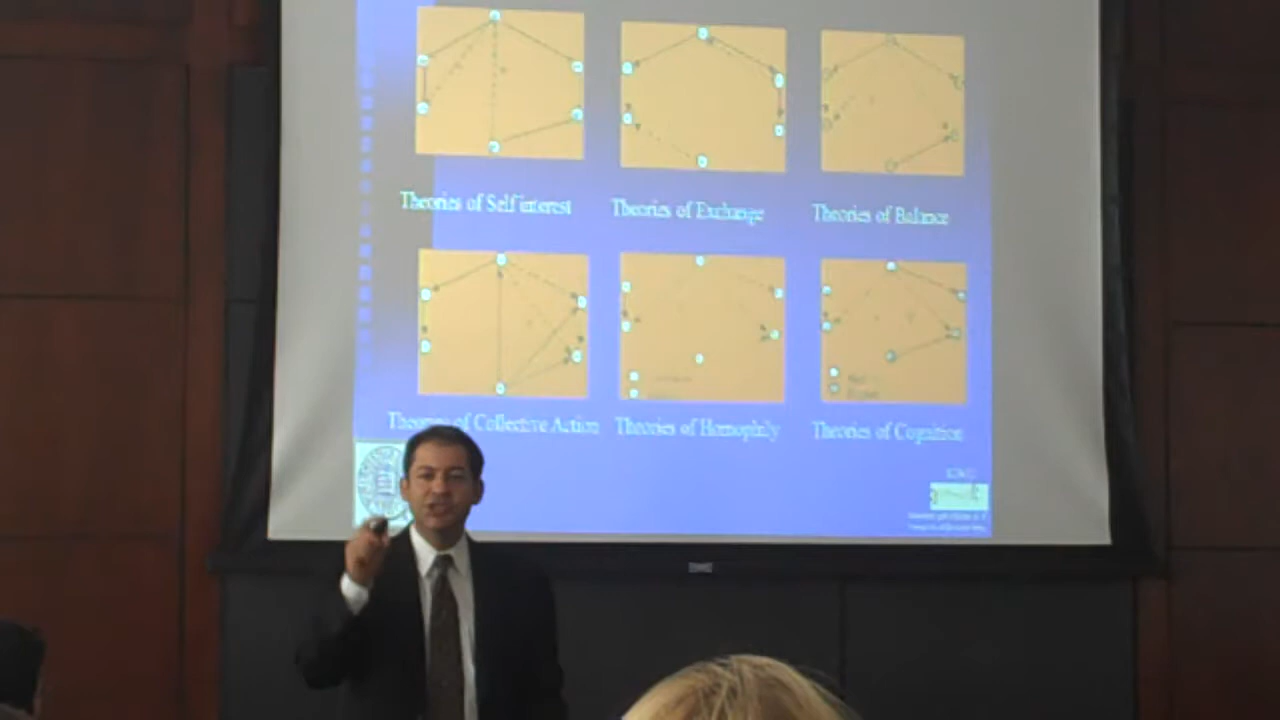 Theories of Self interest
Theories of Exchange
Theories of Balance
Theories of Collective Action
Theories of Homophily
Theories of Cognition